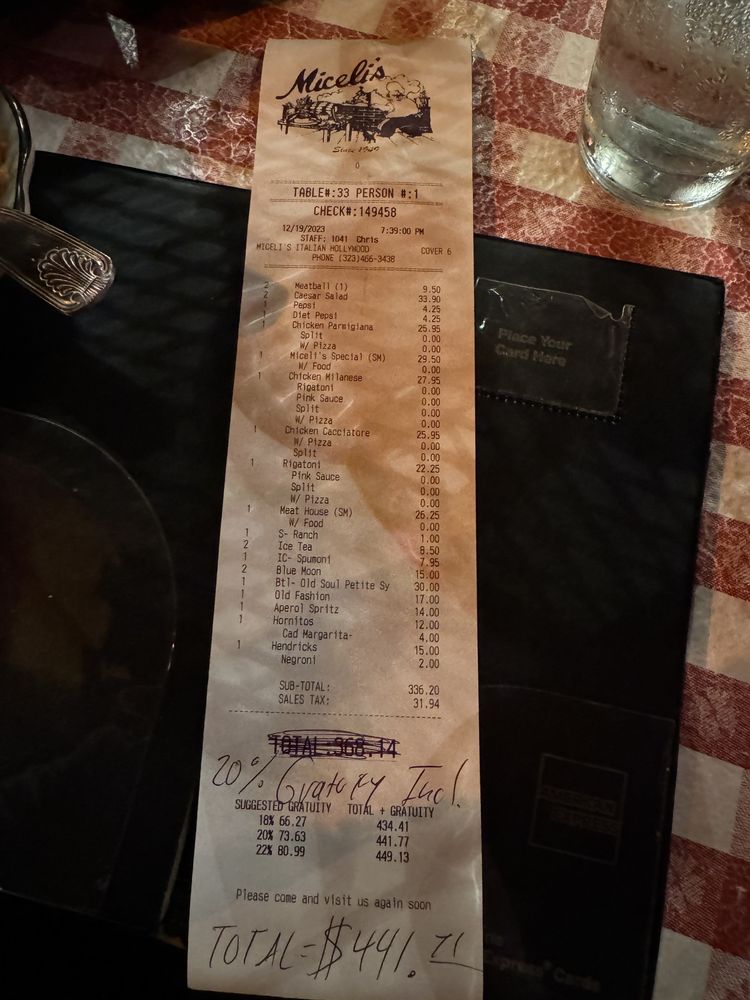 Miceli's
Since 1949
0
TABLE#:33 PERSON #:1
CHECK#:149458
12/19/2023 7:39:00 PM
STAFF: 1041 Chris
MICELI'S ITALIAN HOLLYWOOD COVER 6
PHONE (323)466-3438
2 Meatball (1) 9.50
2 Caesar Salad 33.90
1 Pepsi 4.25
1 Diet Pepsi 4.25
1 Chicken Parmigiana 25.95
Split 0.00
W/ Pizza 0.00
1 Miceli's Special (SM) 29.50
W/ Food 0.00
1 Chicken Milanese 27.95
Rigatoni 0.00
Pink Sauce 0.00
Split 0.00
W/ Pizza 0.00
1 Chicken Cacciatore 25.95
W/ Pizza 0.00
Split 0.00
1 Rigatoni 22.25
Pink Sauce 0.00
Split 0.00
W/ Pizza 0.00
1 Meat House (SM) 26.25
W/ Food 0.00
1 S- Ranch 1.00
2 Ice Tea 8.50
1 IC- Spumoni 7.95
2 Blue Moon 15.00
1 Btl- Old Soul Petite Sy 30.00
1 Old Fashion 17.00
1 Aperol Spritz 14.00
1 Hornitos 12.00
Cad Margarita- 4.00
1 Hendricks 15.00
Negroni 2.00
SUB-TOTAL: 336.20
SALES TAX: 31.94
TOTAL:368.14
20% Gratuity Incl.
SUGGESTED GRATUITY TOTAL + GRATUITY
18% 66.27 434.41
20% 73.63 441.77
22% 80.99 449.13
Please come and visit us again soon
TOTAL=$441.71
Place Your
Card Here
AMERICAN
EXPRESS
Express® Cards